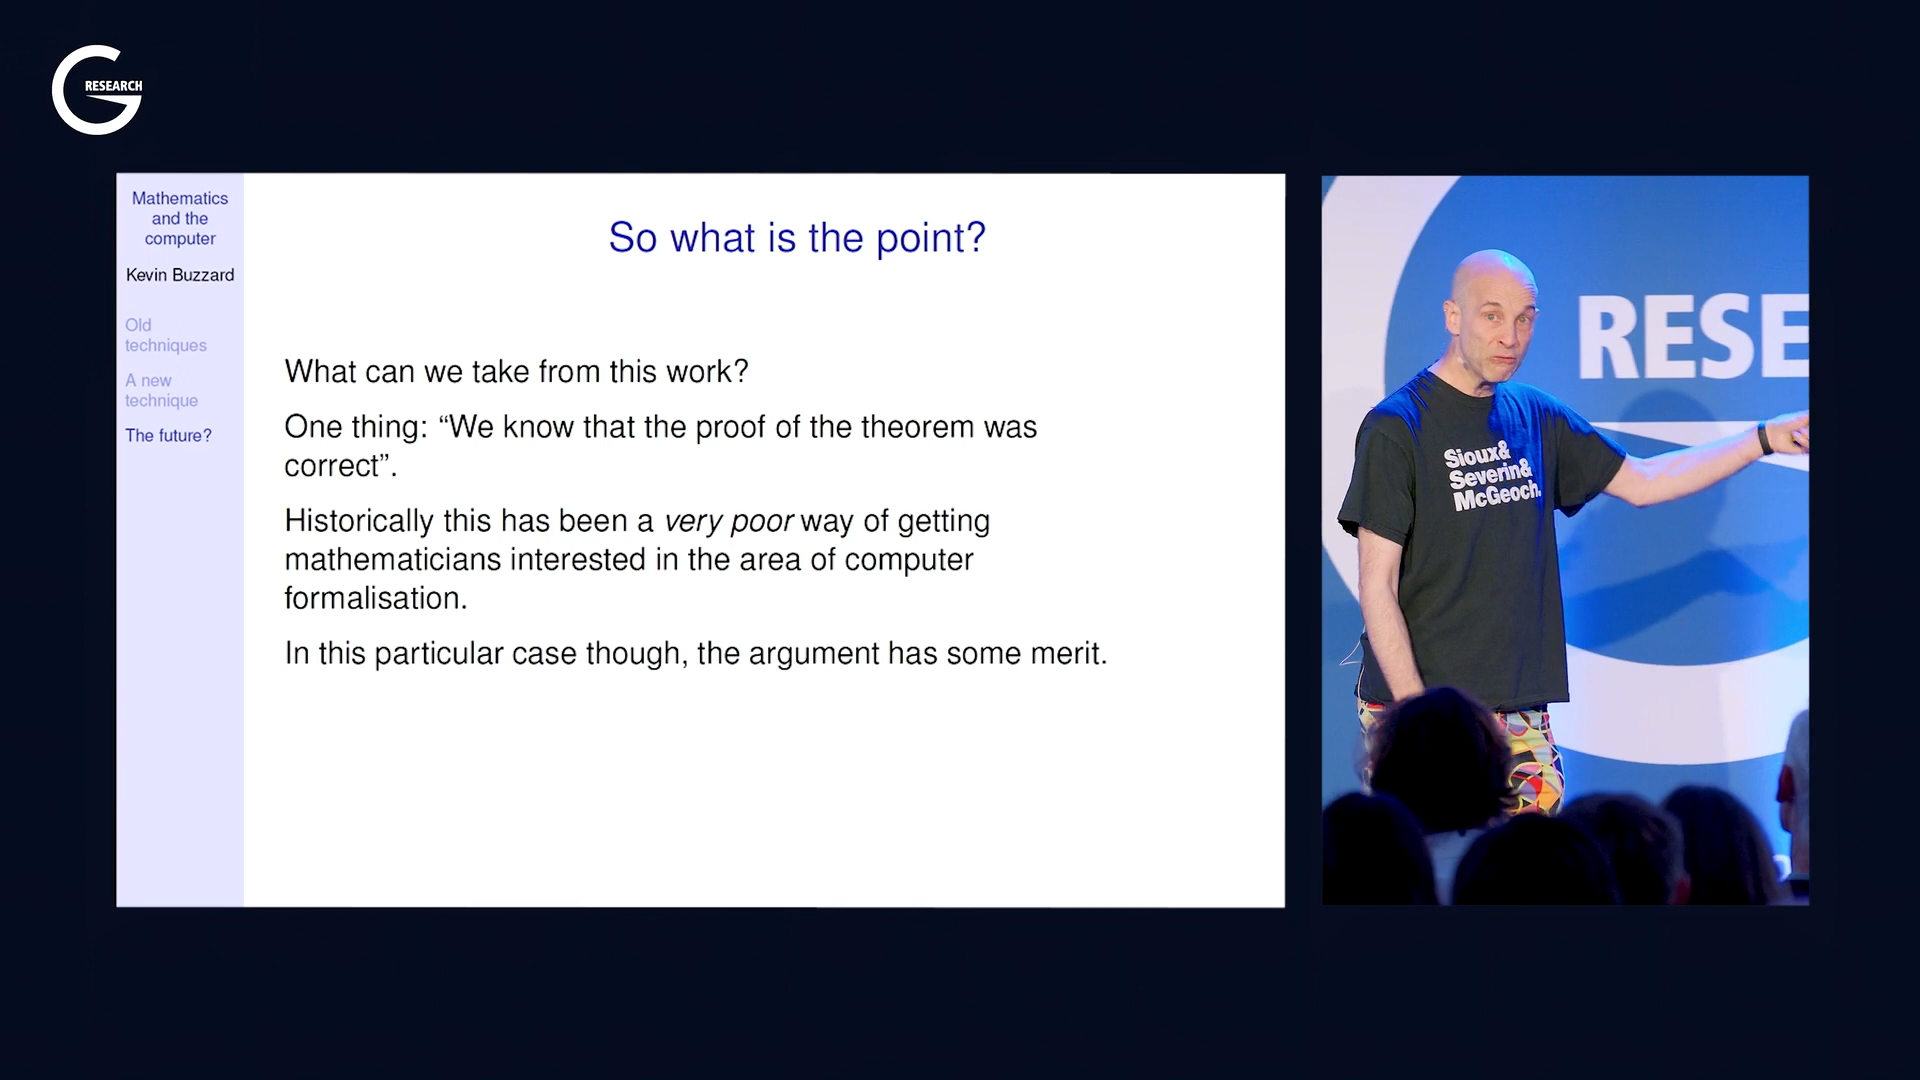 RESEARCH
Mathematics
and the
computer
Kevin Buzzard
Old
techniques
A new
technique
The future?
So what is the point?
What can we take from this work?
One thing: “We know that the proof of the theorem was
correct”.
Historically this has been a very poor way of getting
mathematicians interested in the area of computer
formalisation.
In this particular case though, the argument has some merit.
RESE
Sioux&
Severin&
McGeoch.